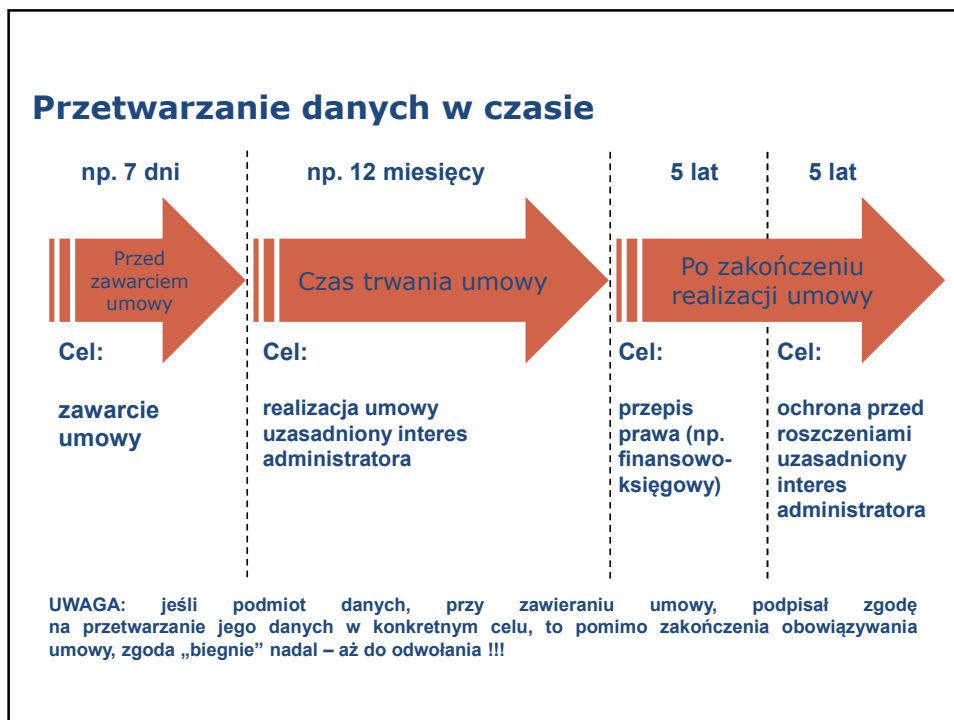 Przetwarzanie danych w czasie
np. 7 dni
np. 12 miesięcy
5 lat
5 lat
Przed
zawarciem
umowy
Czas trwania umowy
Po zakończeniu
realizacji umowy
Cel:
zawarcie
umowy
Cel:
realizacja umowy
uzasadniony interes
administratora
Cel:
przepis
prawa (np.
finansowo-
księgowy)
Cel:
ochrona przed
roszczeniami
uzasadniony
interes
administratora
UWAGA: jeśli podmiot danych, przy zawieraniu umowy, podpisał zgodę
na przetwarzanie jego danych w konkretnym celu, to pomimo zakończenia obowiązywania
umowy, zgoda „biegnie” nadal – aż do odwołania !!!